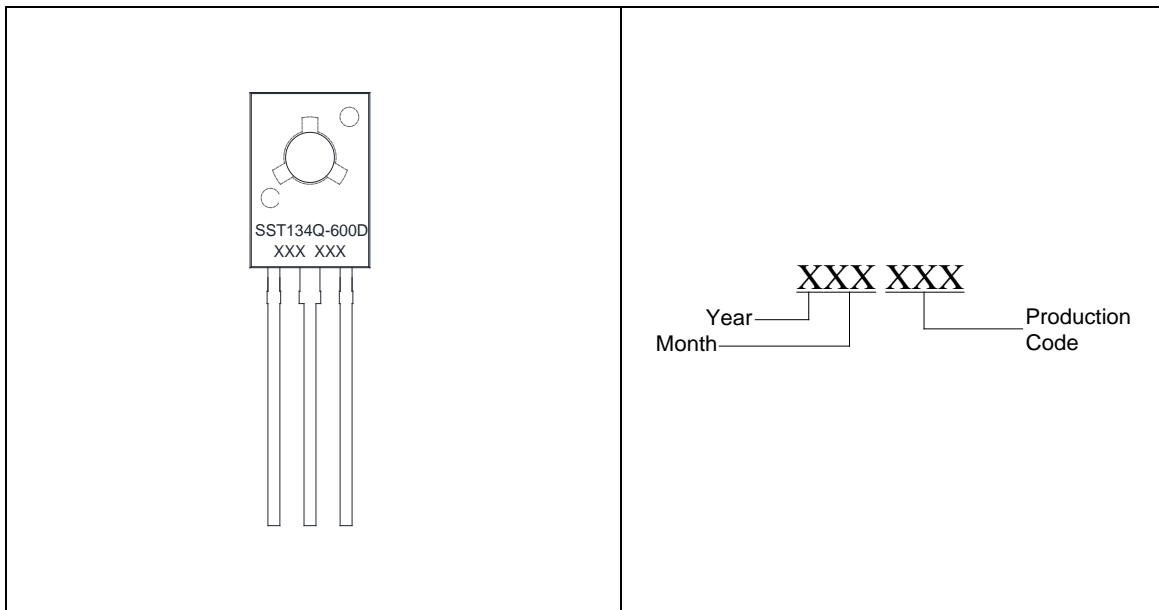 SST134Q-600D
XXX XXX
XXX XXX
Year
Month
Production
Code